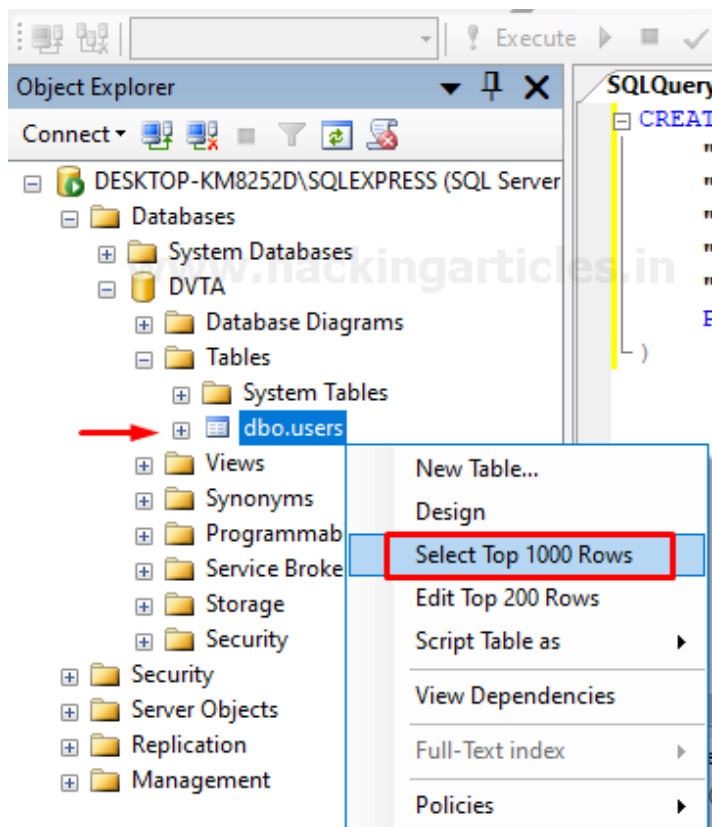 Execute
Object Explorer
SQLQuery
Connect
CREAT
DESKTOP-KM8252D\SQLEXPRESS (SQL Server
Databases
System Databases
www.hackingarticles.in
DVTA
Database Diagrams
Tables
)
System Tables
dbo.users
Views
New Table...
Synonyms
Design
Programmab
Select Top 1000 Rows
Service Broke
Edit Top 200 Rows
Storage
Security
Script Table as
Security
View Dependencies
Server Objects
Replication
Full-Text index
Management
Policies